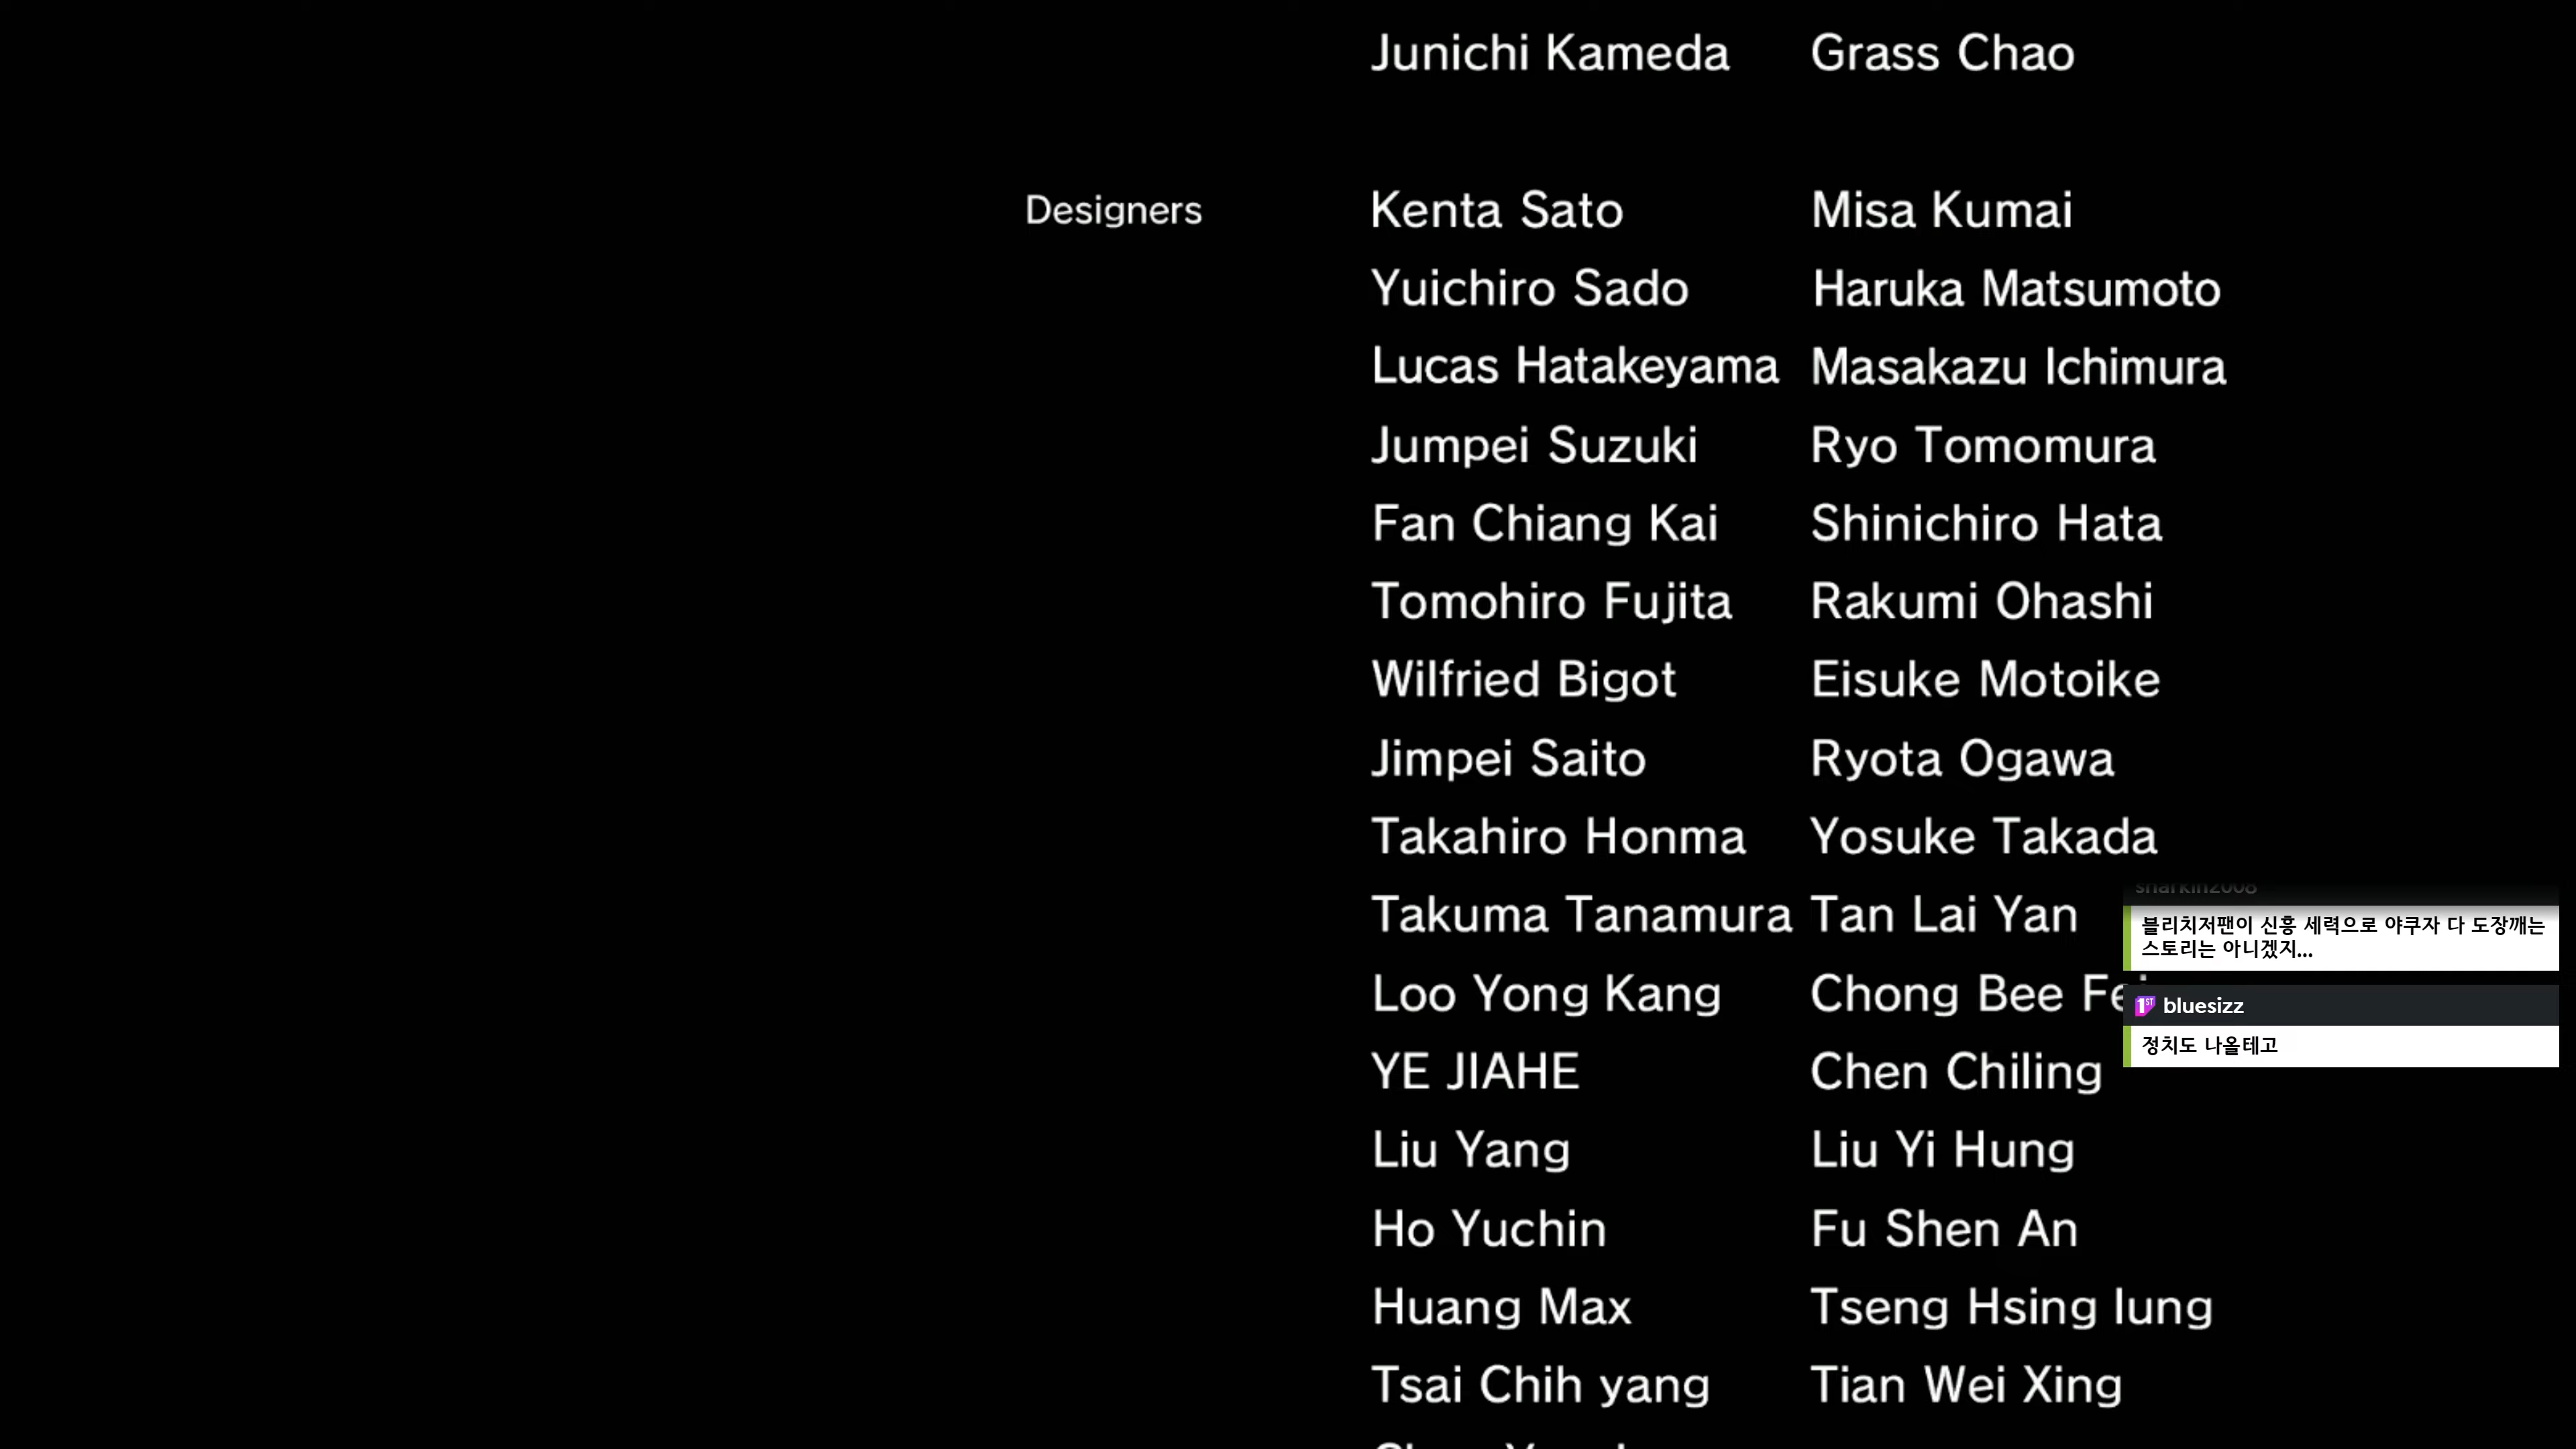 Junichi Kameda Grass Chao
Designers Kenta Sato Misa Kumai
Yuichiro Sado Haruka Matsumoto
Lucas Hatakeyama Masakazu Ichimura
Jumpei Suzuki Ryo Tomomura
Fan Chiang Kai Shinichiro Hata
Tomohiro Fujita Rakumi Ohashi
Wilfried Bigot Eisuke Motoike
Jimpei Saito Ryota Ogawa
Takahiro Honma Yosuke Takada
Takuma Tanamura Tan Lai Yan
Loo Yong Kang Chong Bee Fei
YE JIAHE Chen Chiling
Liu Yang Liu Yi Hung
Ho Yuchin Fu Shen An
Huang Max Tseng Hsing Iung
Tsai Chih yang Tian Wei Xing
블리치저팬이 신흥 세력으로 야쿠자 다 도장깨는
스토리는 아니겠지...
1ST bluesizz
정치도 나올테고